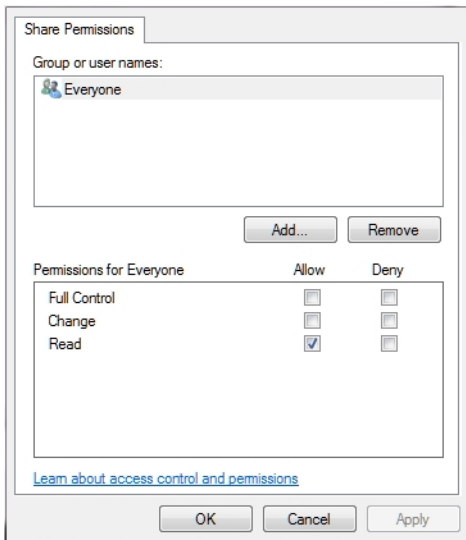 Share Permissions
Group or user names:
Everyone
Add... Remove
Permissions for Everyone Allow Deny
Full Control
Change
Read
Learn about access control and permissions
OK Cancel Apply